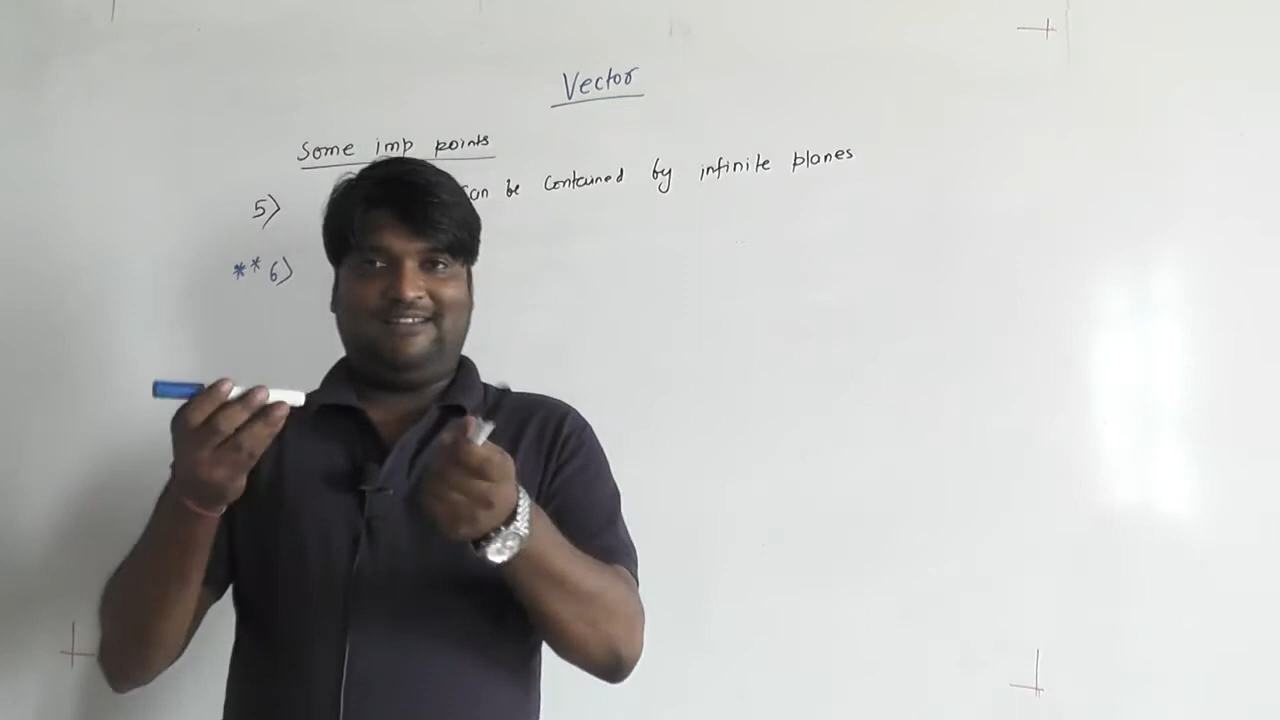 Vector
Some imp points
5) can be contained by infinite planes
** 6)